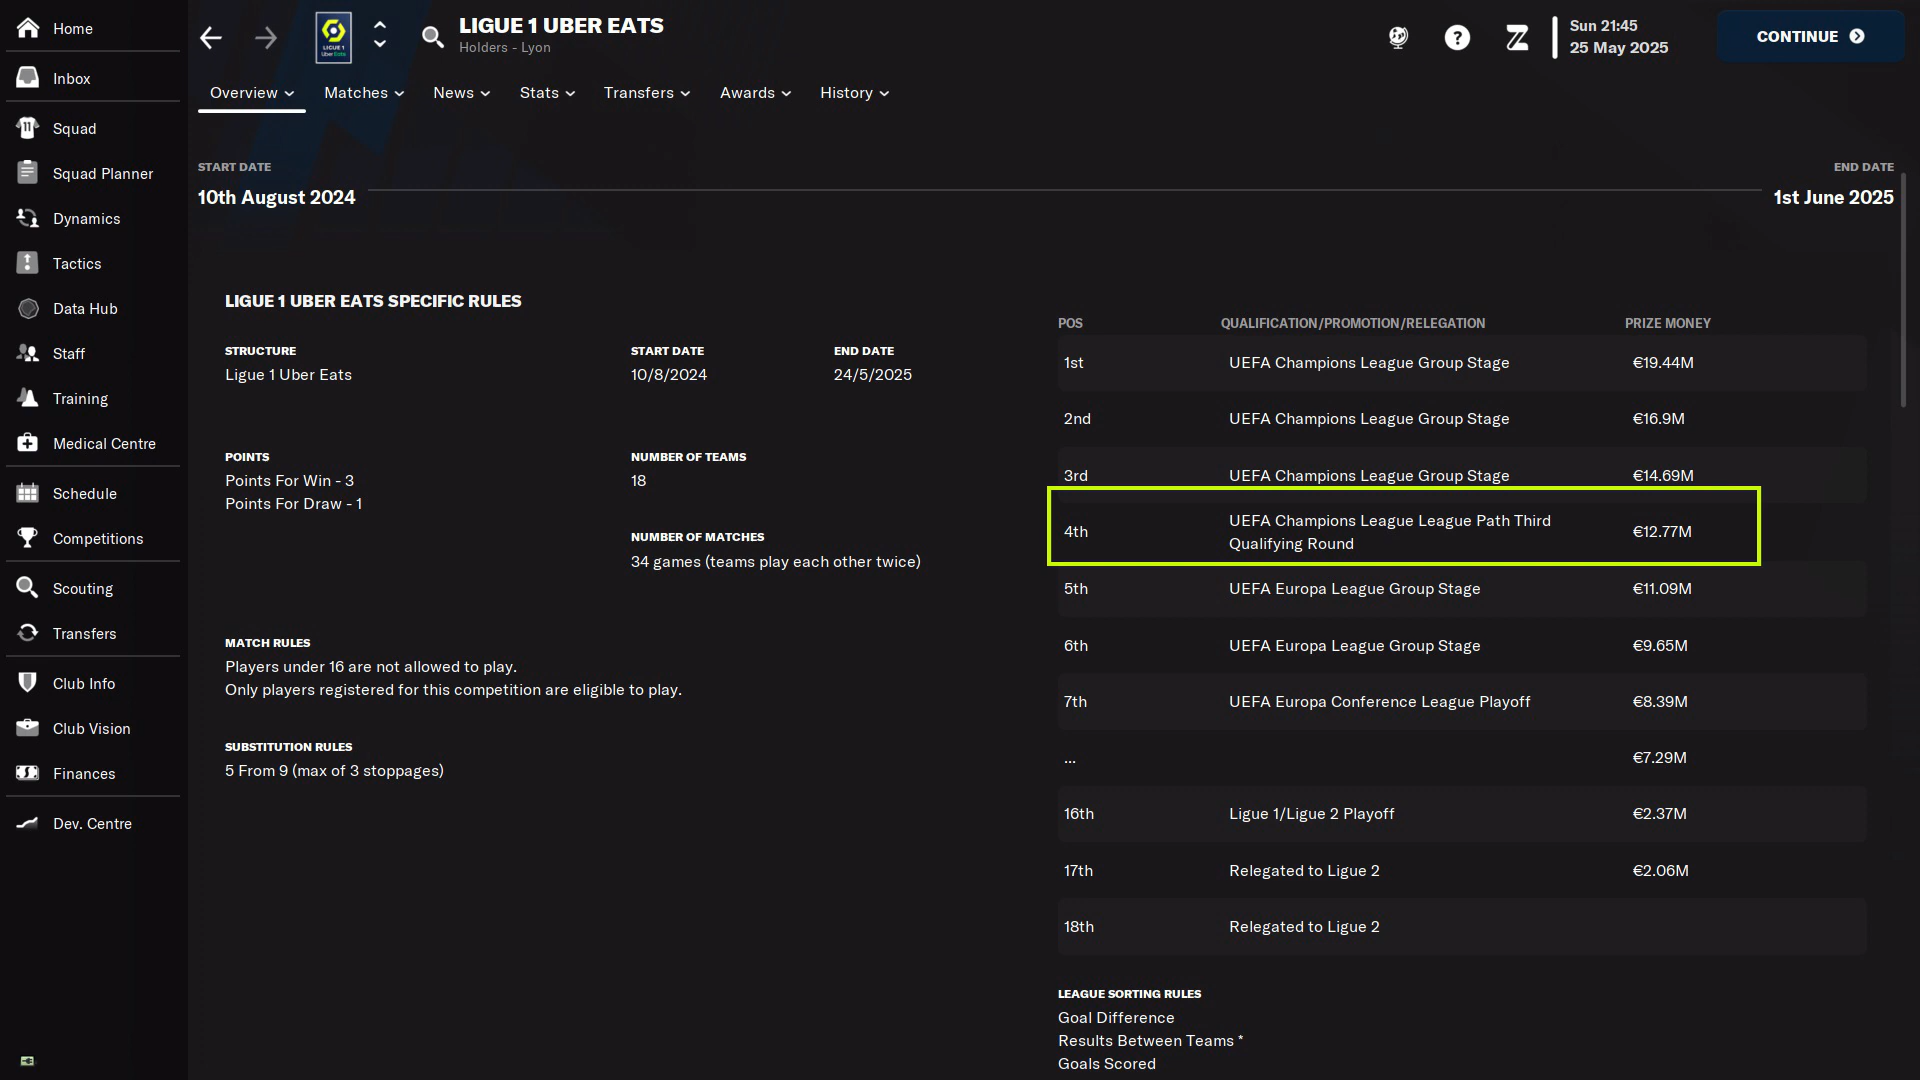 Home
Inbox
Squad
Squad Planner
Dynamics
Tactics
Data Hub
Staff
Training
Medical Centre
Schedule
Competitions
Scouting
Transfers
Club Info
Club Vision
Finances
Dev. Centre
LIGUE 1
Uber Eats
LIGUE 1 UBER EATS
Holders - Lyon
?
Sun 21:45
25 May 2025
CONTINUE
Overview
Matches
News
Stats
Transfers
Awards
History
START DATE
10th August 2024
END DATE
1st June 2025
LIGUE 1 UBER EATS SPECIFIC RULES
STRUCTURE
Ligue 1 Uber Eats
START DATE
10/8/2024
END DATE
24/5/2025
POINTS
Points For Win - 3
Points For Draw - 1
NUMBER OF TEAMS
18
NUMBER OF MATCHES
34 games (teams play each other twice)
MATCH RULES
Players under 16 are not allowed to play.
Only players registered for this competition are eligible to play.
SUBSTITUTION RULES
5 From 9 (max of 3 stoppages)
POS QUALIFICATION/PROMOTION/RELEGATION PRIZE MONEY
1st UEFA Champions League Group Stage €19.44M
2nd UEFA Champions League Group Stage €16.9M
3rd UEFA Champions League Group Stage €14.69M
4th UEFA Champions League League Path Third Qualifying Round €12.77M
5th UEFA Europa League Group Stage €11.09M
6th UEFA Europa League Group Stage €9.65M
7th UEFA Europa Conference League Playoff €8.39M
... €7.29M
16th Ligue 1/Ligue 2 Playoff €2.37M
17th Relegated to Ligue 2 €2.06M
18th Relegated to Ligue 2
LEAGUE SORTING RULES
Goal Difference
Results Between Teams *
Goals Scored